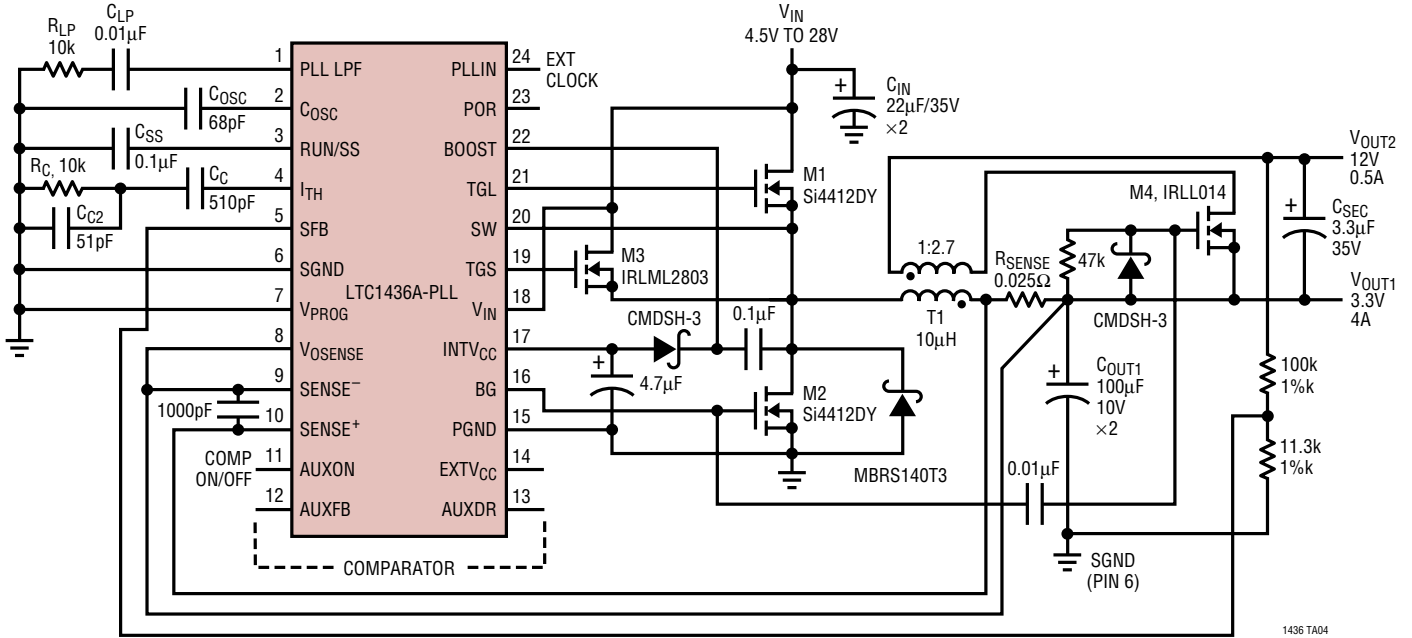 R_LP
10k
C_LP
0.01µF
C_OSC
68pF
C_SS
0.1µF
R_C, 10k
C_C
510pF
C_C2
51pF
1
2
3
4
5
6
7
8
9
10
11
12
PLL LPF
C_OSC
RUN/SS
I_TH
SFB
SGND
V_PROG
V_OSENSE
SENSE–
SENSE+
AUXON
AUXFB
LTC1436A-PLL
PLLIN
POR
BOOST
TGL
SW
TGS
V_IN
INTV_CC
BG
PGND
EXTV_CC
AUXDR
24
23
22
21
20
19
18
17
16
15
14
13
EXT
CLOCK
1000pF
COMP
ON/OFF
COMPARATOR
V_IN
4.5V TO 28V
+
C_IN
22µF/35V
×2
M1
Si4412DY
M3
IRLML2803
CMDSH-3
0.1µF
+
4.7µF
M2
Si4412DY
MBRS140T3
1:2.7
T1
10µH
R_SENSE
0.025Ω
47k
CMDSH-3
M4, IRLL014
V_OUT2
12V
0.5A
+
C_SEC
3.3µF
35V
V_OUT1
3.3V
4A
+
C_OUT1
100µF
10V
×2
100k
1%k
11.3k
1%k
0.01µF
SGND
(PIN 6)
1436 TA04